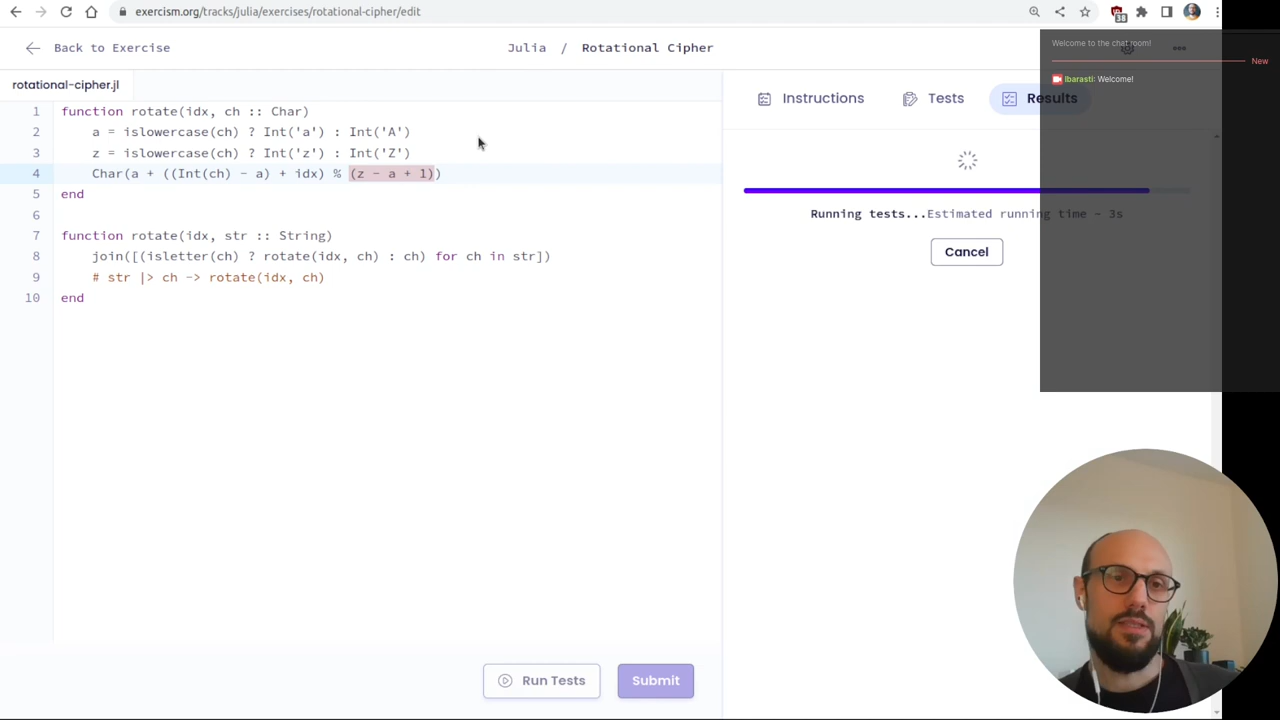 exercism.org/tracks/julia/exercises/rotational-cipher/edit
38
Back to Exercise
Julia / Rotational Cipher
Welcome to the chat room!
New
lbarasti: Welcome!
rotational-cipher.jl
Instructions
Tests
Results
1 function rotate(idx, ch :: Char)
2 a = islowercase(ch) ? Int('a') : Int('A')
3 z = islowercase(ch) ? Int('z') : Int('Z')
4 Char(a + ((Int(ch) - a) + idx) % (z - a + 1))
5 end
6
7 function rotate(idx, str :: String)
8 join([(isletter(ch) ? rotate(idx, ch) : ch) for ch in str])
9 # str |> ch -> rotate(idx, ch)
10 end
Running tests...Estimated running time - 3s
Cancel
Run Tests
Submit